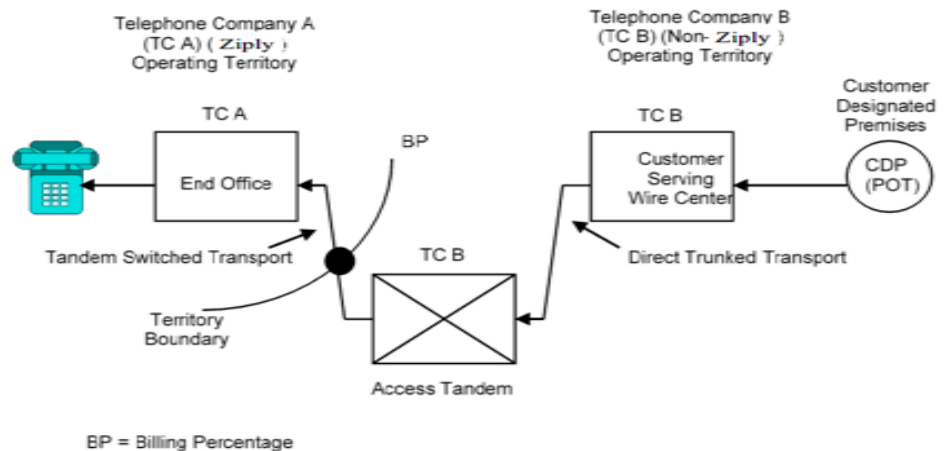 Telephone Company A
(TC A) ( Ziply )
Operating Territory
Telephone Company B
(TC B) (Non- Ziply )
Operating Territory
Customer
Designated
Premises
TC A
BP
TC B
End Office
Customer
Serving
Wire Center
CDP
(POT)
Tandem Switched Transport
TC B
Direct Trunked Transport
Territory
Boundary
Access Tandem
BP = Billing Percentage